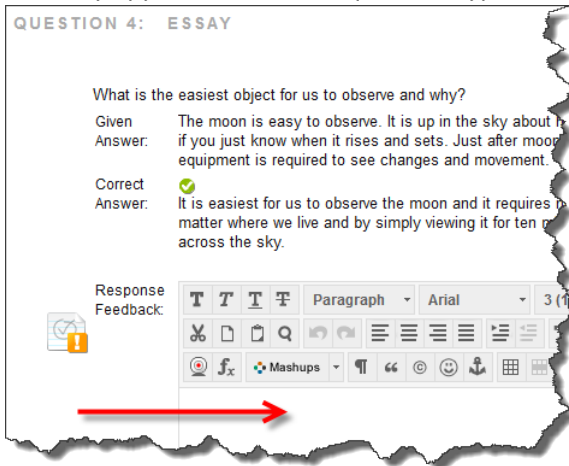 QUESTION 4: ESSAY
What is the easiest object for us to observe and why?
Given Answer:
The moon is easy to observe. It is up in the sky about
if you just know when it rises and sets. Just after
equipment is required to see changes and movement.
Correct Answer:
It is easiest for us to observe the moon and it requires
matter where we live and by simply viewing it for ten
across the sky.
Response Feedback:
T T T T Paragraph Arial 3 (1
fx Mashups ¶ “ ©